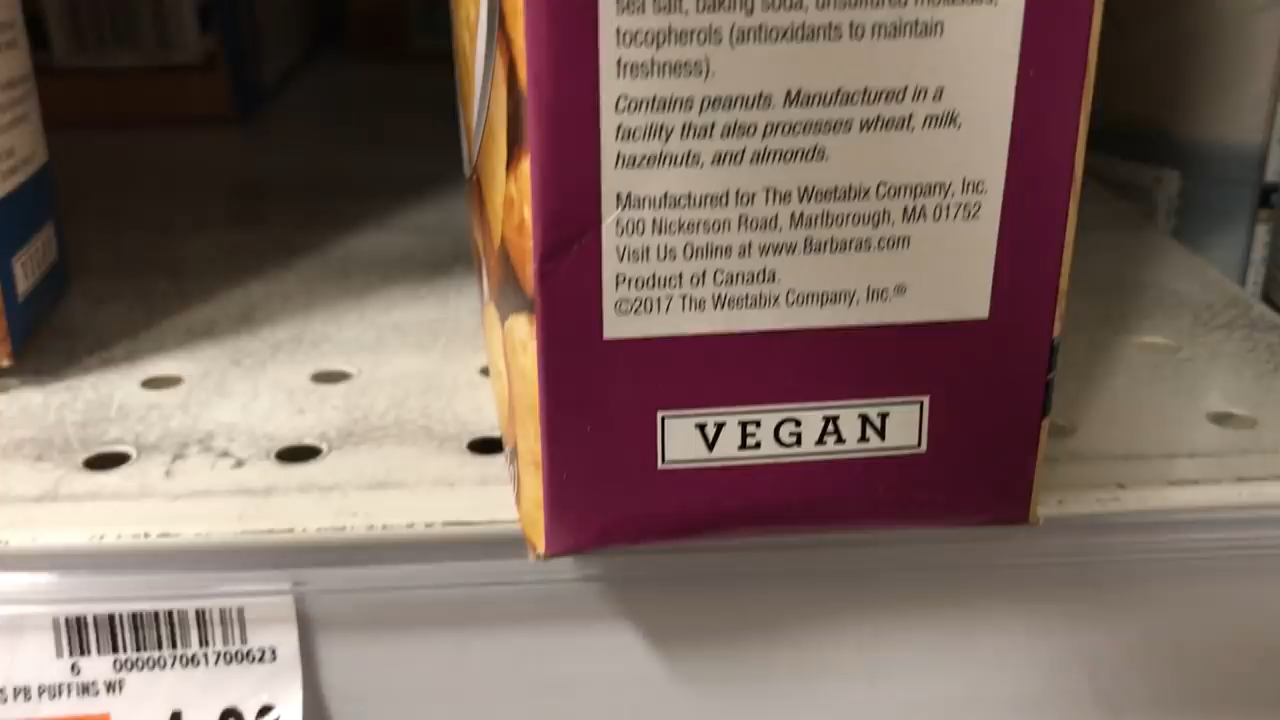 sea salt, baking soda, unsulfured molasses,
tocopherols (antioxidants to maintain
freshness).
Contains peanuts. Manufactured in a
facility that also processes wheat, milk,
hazelnuts, and almonds.
Manufactured for The Weetabix Company, Inc.
500 Nickerson Road, Marlborough, MA 01752
Visit Us Online at www.Barbaras.com
Product of Canada.
©2017 The Weetabix Company, Inc.®
VEGAN
6 000007061700623
S PB PUFFINS WF